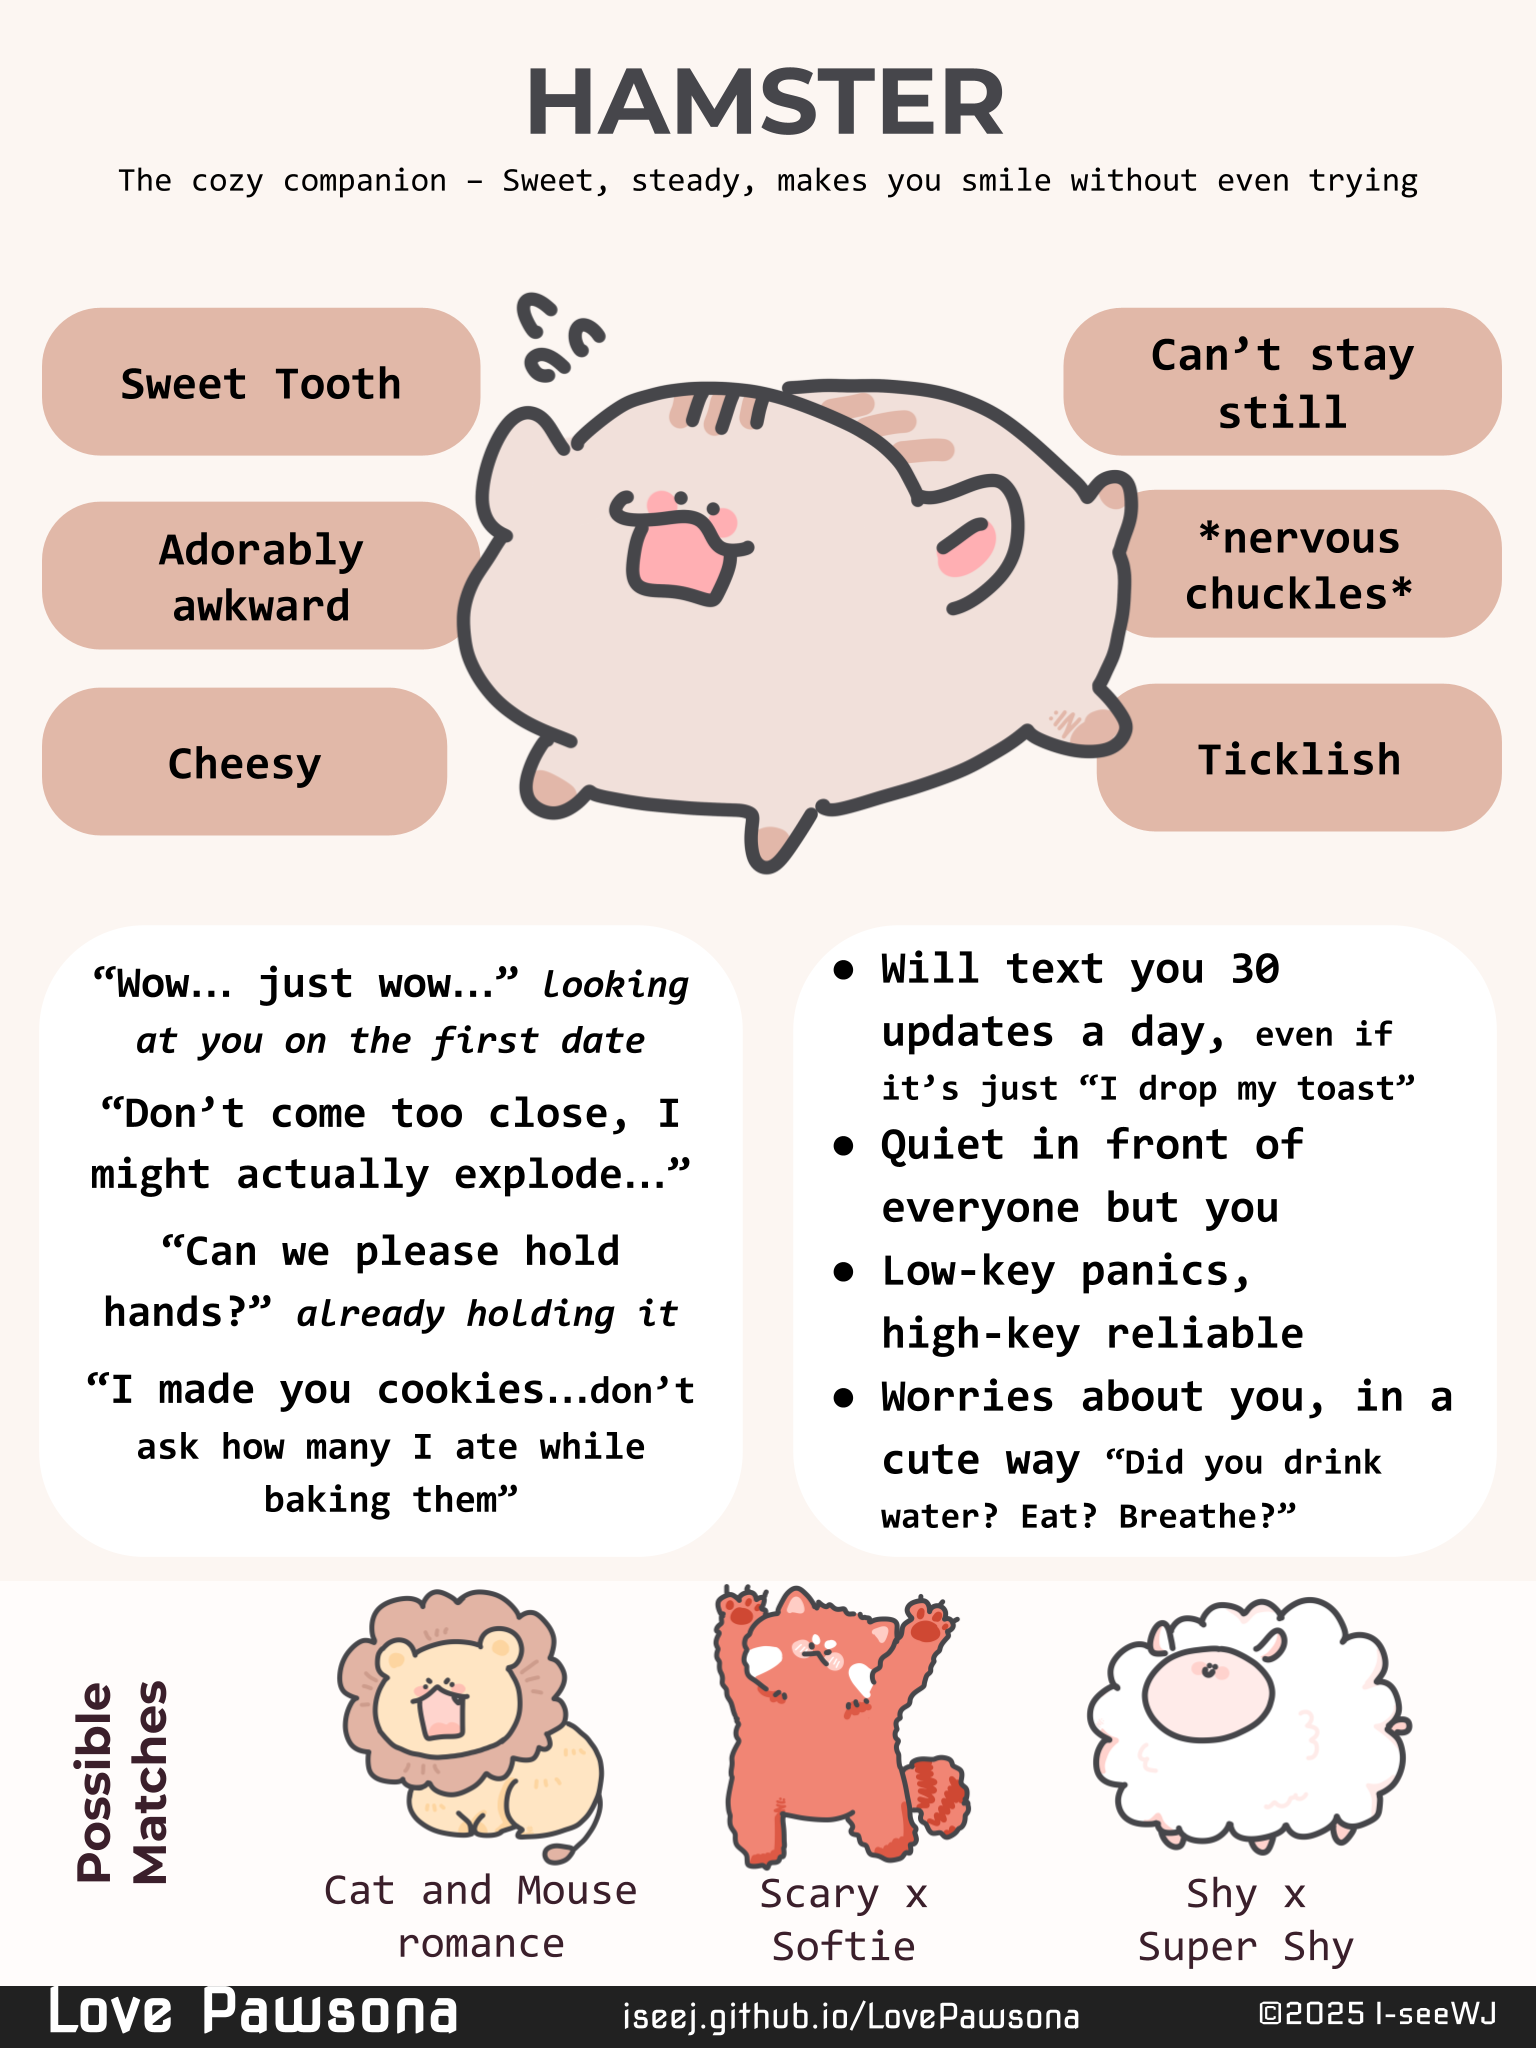 HAMSTER
The cozy companion – Sweet, steady, makes you smile without even trying
Sweet Tooth
Adorably
awkward
Cheesy
Can’t stay
still
*nervous
chuckles*
Ticklish
“Wow… just wow…” looking
at you on the first date
“Don’t come too close, I
might actually explode…”
“Can we please hold
hands?” already holding it
“I made you cookies…don’t
ask how many I ate while
baking them”
● Will text you 30
updates a day, even if
it’s just “I drop my toast”
● Quiet in front of
everyone but you
● Low-key panics,
high-key reliable
● Worries about you, in a
cute way “Did you drink
water? Eat? Breathe?”
Possible
Matches
Cat and Mouse
romance
Scary x
Softie
Shy x
Super Shy
Love Pawsona
iseej.github.io/LovePawsona
©2025 I-seeWJ